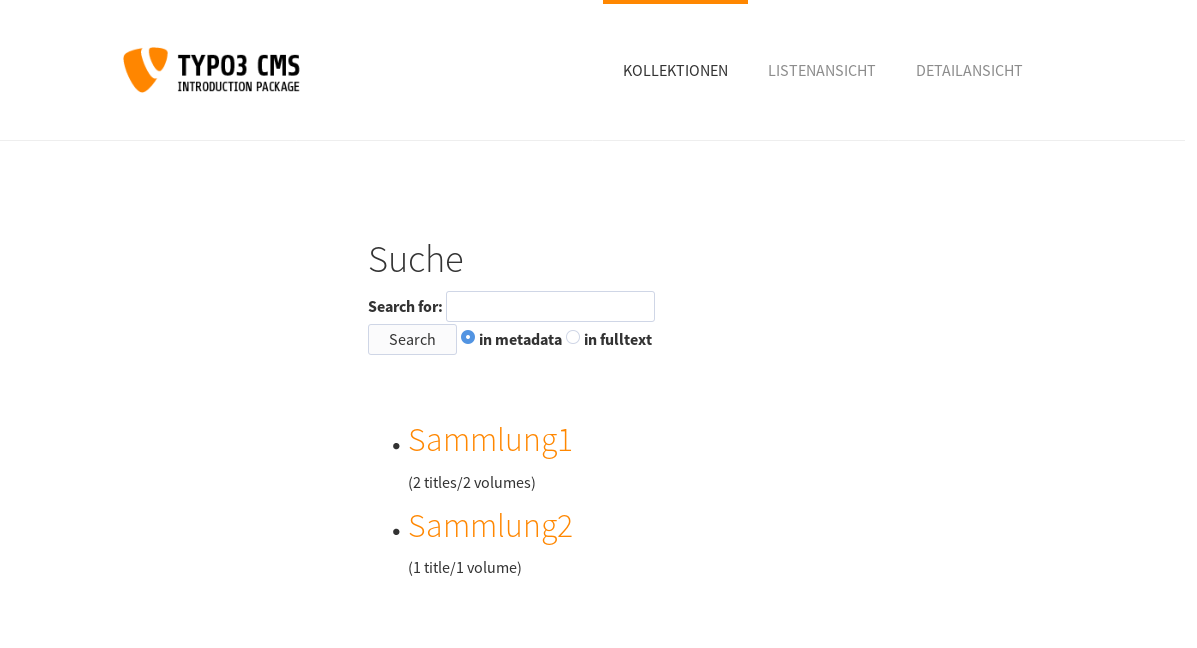 TYPO3 CMS
INTRODUCTION PACKAGE
KOLLEKTIONEN LISTENANSICHT DETAILANSICHT
Suche
Search for:
Search in metadata in fulltext
Sammlung1
(2 titles/2 volumes)
Sammlung2
(1 title/1 volume)